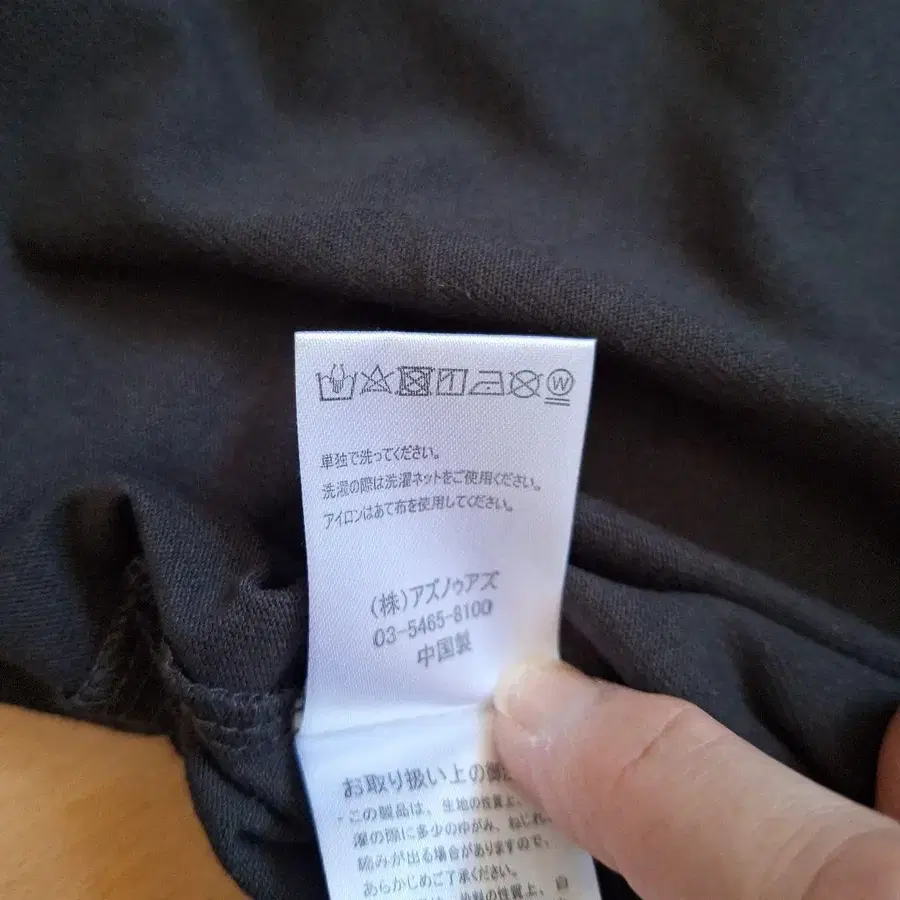 W
単独で洗ってください。
洗濯の際は洗濯ネットをご使用ください。
アイロンはあて布を使用してください。
(株)アズノゥアズ
03-5465-8100
中国製
お取り扱い上の御
・この製品は、生地の性質上、
濯の際に多少のゆがみ、ねじれ
縮みが出る場合がありますので、
あらかじめご了承ください。
性質上、